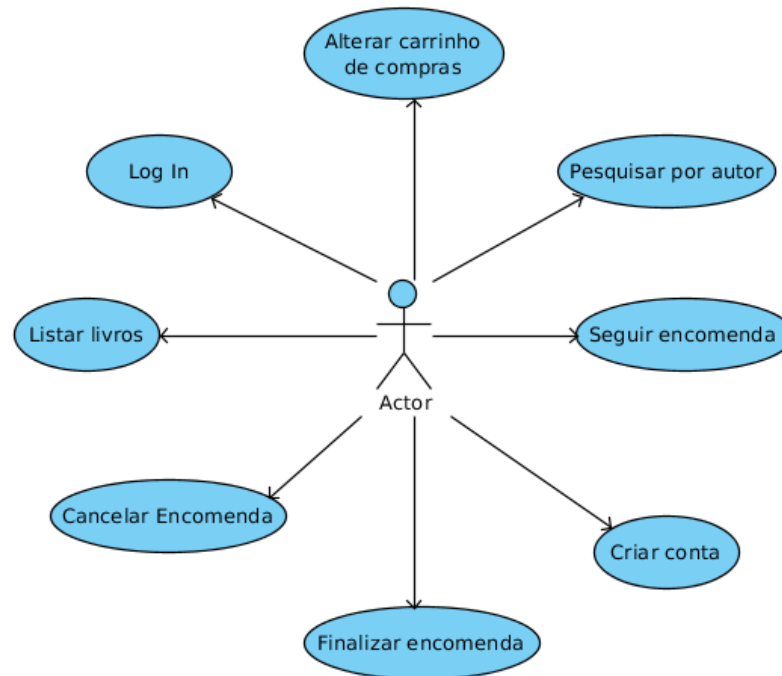 Alterar carrinho
de compras
Log In
Pesquisar por autor
Listar livros
Seguir encomenda
Actor
Cancelar Encomenda
Criar conta
Finalizar encomenda